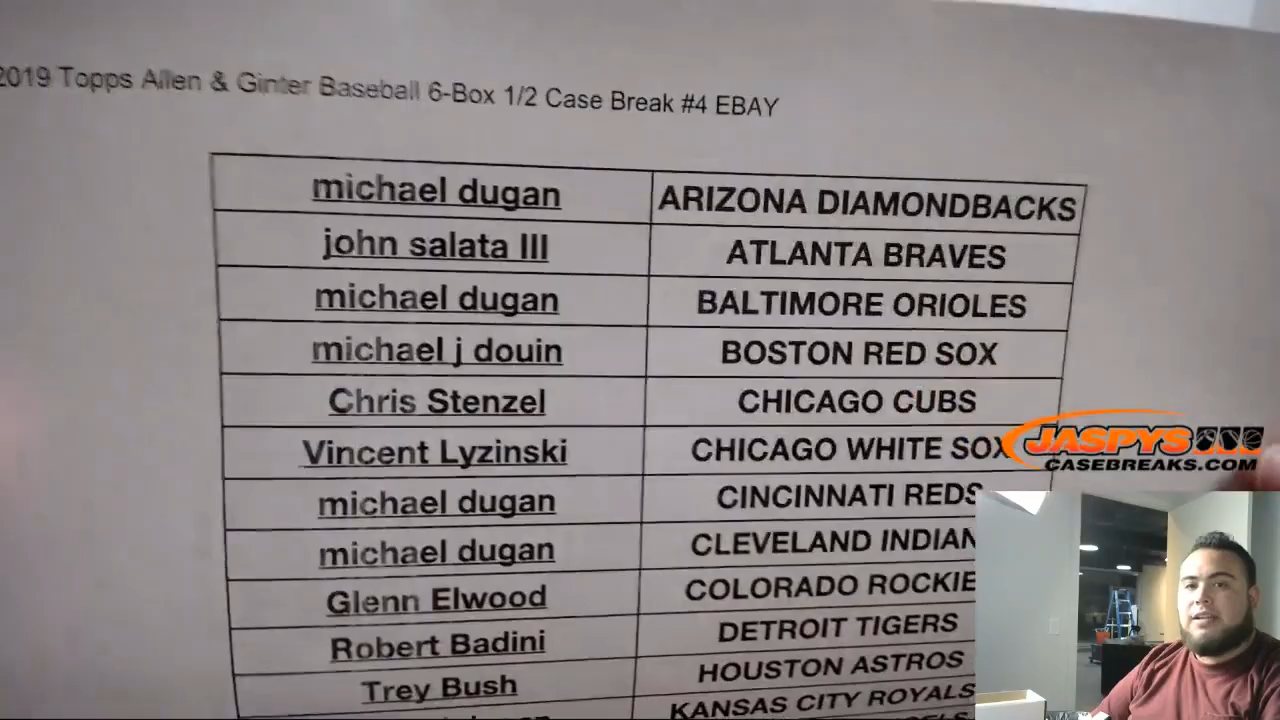 2019 Topps Allen & Ginter Baseball 6-Box 1/2 Case Break #4 EBAY
michael dugan ARIZONA DIAMONDBACKS
john salata III ATLANTA BRAVES
michael dugan BALTIMORE ORIOLES
michael j douin BOSTON RED SOX
Chris Stenzel CHICAGO CUBS
Vincent Lyzinski CHICAGO WHITE SOX
michael dugan CINCINNATI REDS
michael dugan CLEVELAND INDIAN
Glenn Elwood COLORADO ROCKIE
Robert Badini DETROIT TIGERS
Trey Bush HOUSTON ASTROS
KANSAS CITY ROYALS
JASPYS
CASEBREAKS.COM